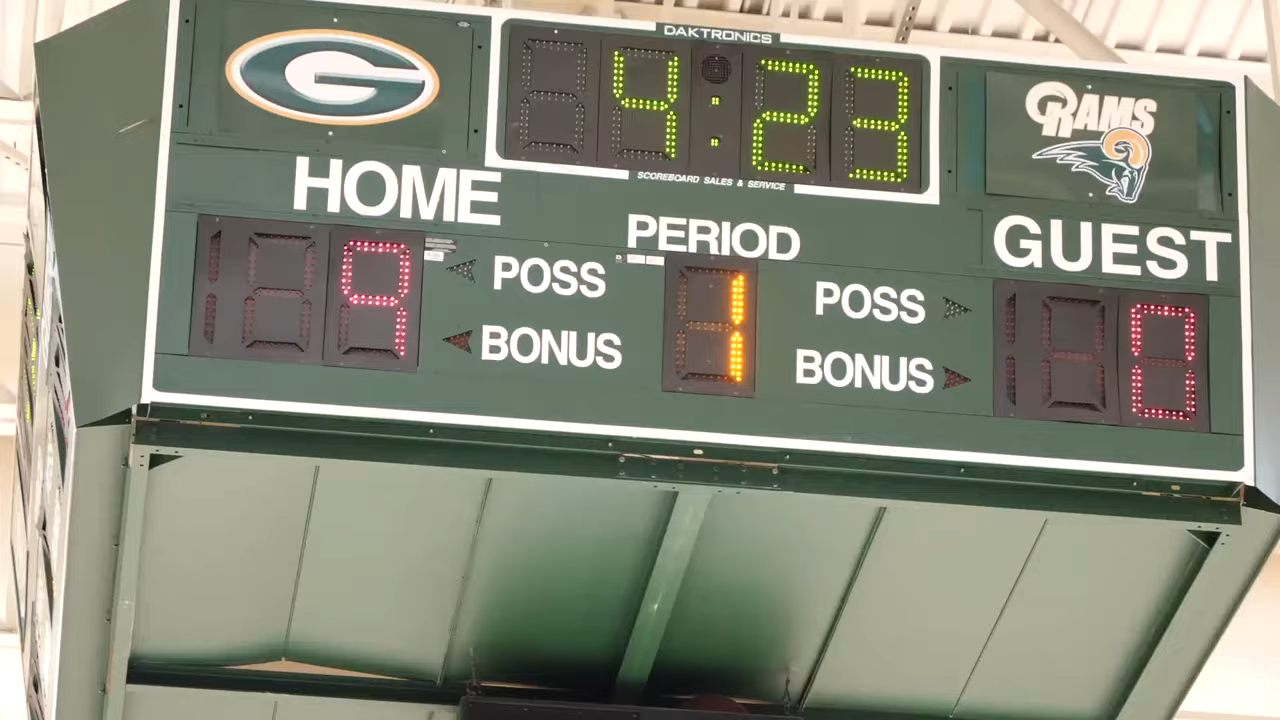 DAKTRONICS
G
4:23
RAMS
SCOREBOARD SALES & SERVICE
HOME
PERIOD
GUEST
9
POSS
1
POSS
0
BONUS
BONUS